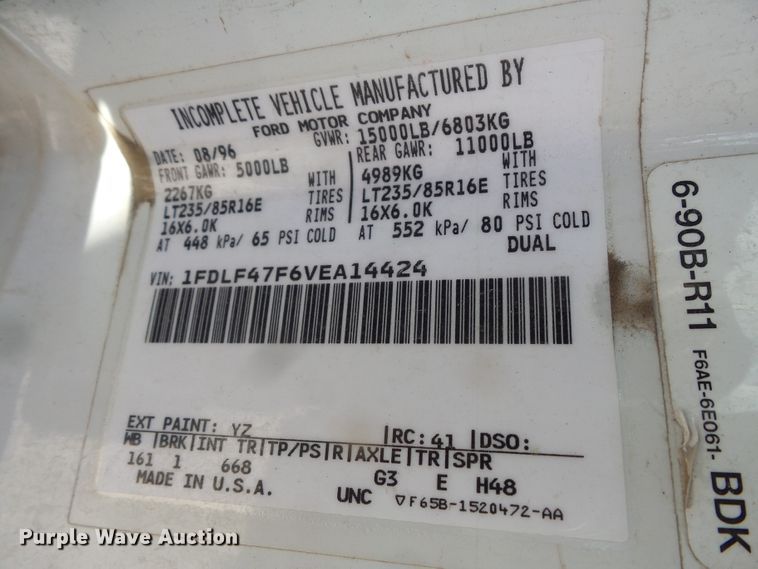 INCOMPLETE VEHICLE MANUFACTURED BY
FORD MOTOR COMPANY
DATE: 08/96 GVWR: 15000LB/6803KG
FRONT GAWR: 5000LB REAR GAWR: 11000LB
2267KG WITH 4989KG WITH
LT235/85R16E TIRES LT235/85R16E TIRES
16X6.0K RIMS 16X6.0K RIMS
AT 448 kPa/ 65 PSI COLD AT 552 kPa/ 80 PSI COLD
DUAL
VIN: 1FDLF47F6VEA14424
EXT PAINT: YZ |RC: 41 |DSO:
WB |BRK|INT TR|TP/PS|R|AXLE|TR|SPR
161 1 668 G3 E H48
MADE IN U.S.A.
UNC ▽F65B-1520472-AA
6-90B-R11
F6AE-6E061-
BDK
Purple Wave Auction